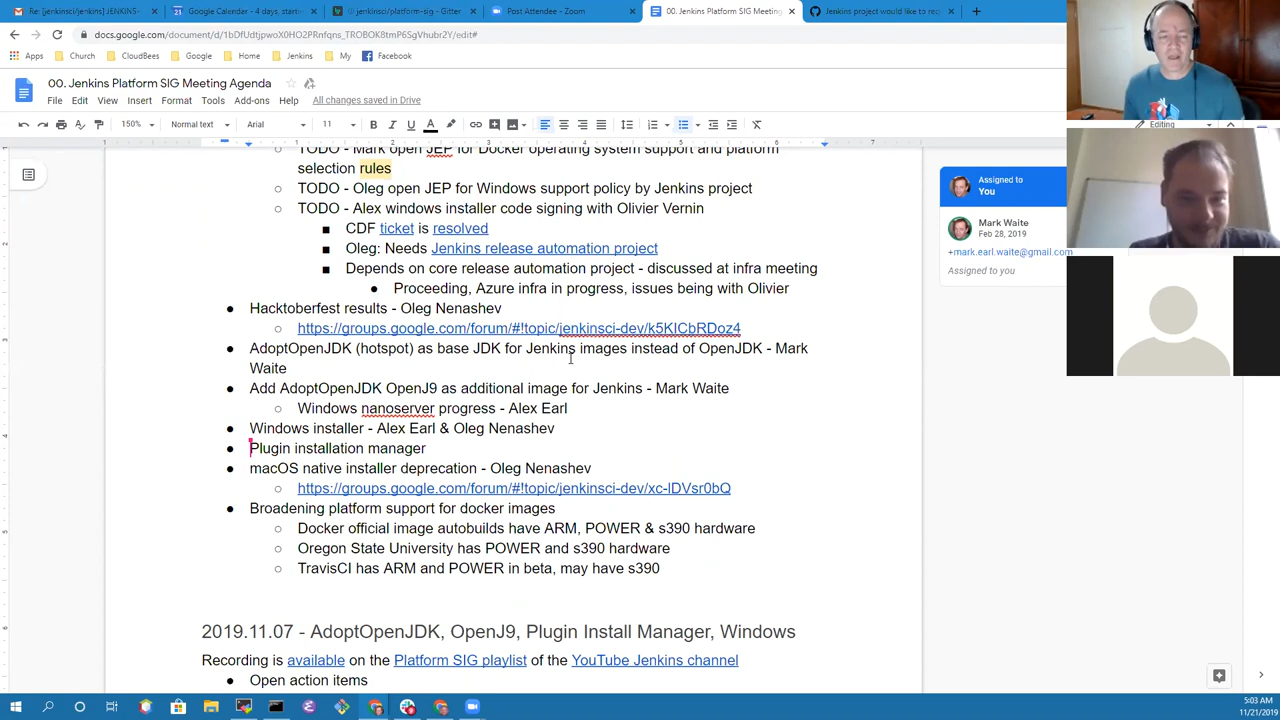 Re: [jenkinsci/jenkins] JENKINS-
Google Calendar - 4 days, startin
jenkinsci/platform-sig - Gitter
Post Attendee - Zoom
00. Jenkins Platform SIG Meeting
Jenkins project would like to rec
docs.google.com/document/d/1bDfUdtjpwoX0HO2PRnfqns_TROBOK8tmP6SgVhubr2Y/edit#
Apps
Church
CloudBees
Google
Home
Jenkins
My
Facebook
00. Jenkins Platform SIG Meeting Agenda
File Edit View Insert Format Tools Add-ons Help All changes saved in Drive
150% Normal text Arial 11
Editing
TODO - Mark open JEP for Docker operating system support and platform
selection rules
TODO - Oleg open JEP for Windows support policy by Jenkins project
TODO - Alex windows installer code signing with Olivier Vernin
CDF ticket is resolved
Oleg: Needs Jenkins release automation project
Depends on core release automation project - discussed at infra meeting
Proceeding, Azure infra in progress, issues being with Olivier
Hacktoberfest results - Oleg Nenashev
https://groups.google.com/forum/#!topic/jenkinsci-dev/k5KICbRDoz4
AdoptOpenJDK (hotspot) as base JDK for Jenkins images instead of OpenJDK - Mark
Waite
Add AdoptOpenJDK OpenJ9 as additional image for Jenkins - Mark Waite
Windows nanoserver progress - Alex Earl
Windows installer - Alex Earl & Oleg Nenashev
Plugin installation manager
macOS native installer deprecation - Oleg Nenashev
https://groups.google.com/forum/#!topic/jenkinsci-dev/xc-lDVsr0bQ
Broadening platform support for docker images
Docker official image autobuilds have ARM, POWER & s390 hardware
Oregon State University has POWER and s390 hardware
TravisCI has ARM and POWER in beta, may have s390
2019.11.07 - AdoptOpenJDK, OpenJ9, Plugin Install Manager, Windows
Recording is available on the Platform SIG playlist of the YouTube Jenkins channel
Open action items
Assigned to
You
Mark Waite
Feb 28, 2019
+mark.earl.waite@gmail.com
Assigned to you
5:03 AM
11/21/2019